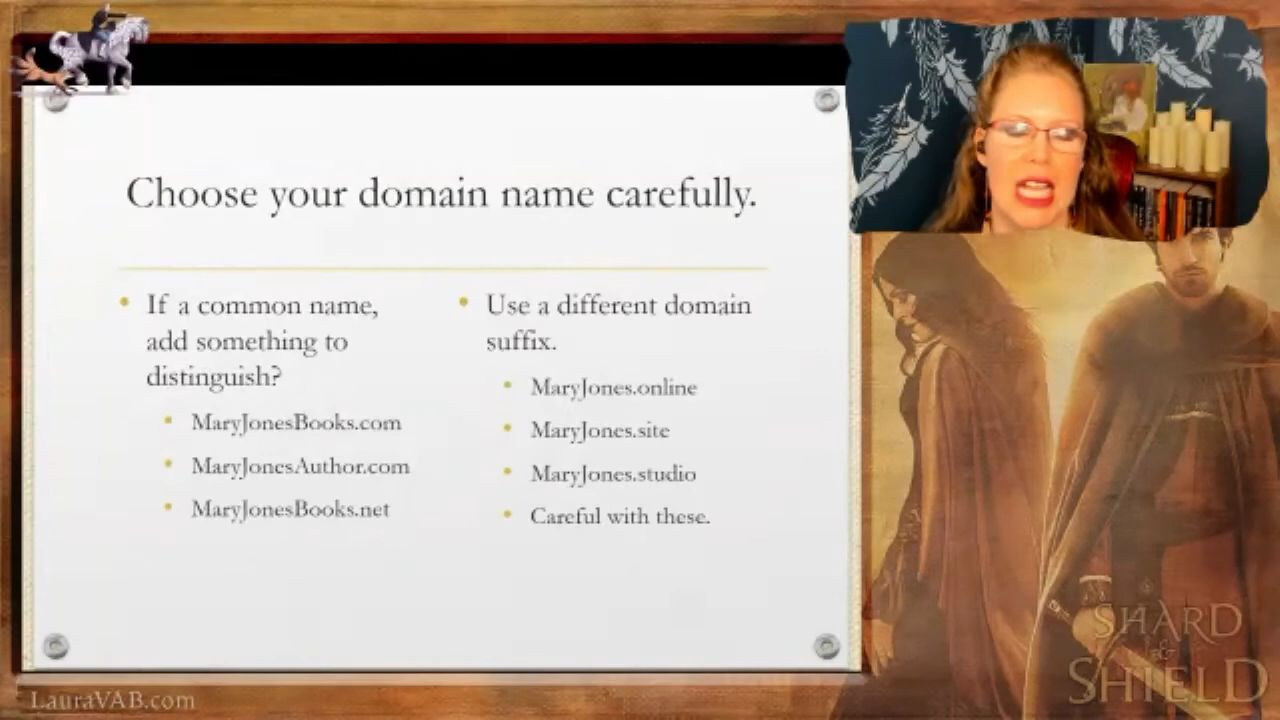 Choose your domain name carefully.
If a common name,
add something to
distinguish?
MaryJonesBooks.com
MaryJonesAuthor.com
MaryJonesBooks.net
Use a different domain
suffix.
MaryJones.online
MaryJones.site
MaryJones.studio
Careful with these.
SHARD
&
SHIELD
LauraVAB.com